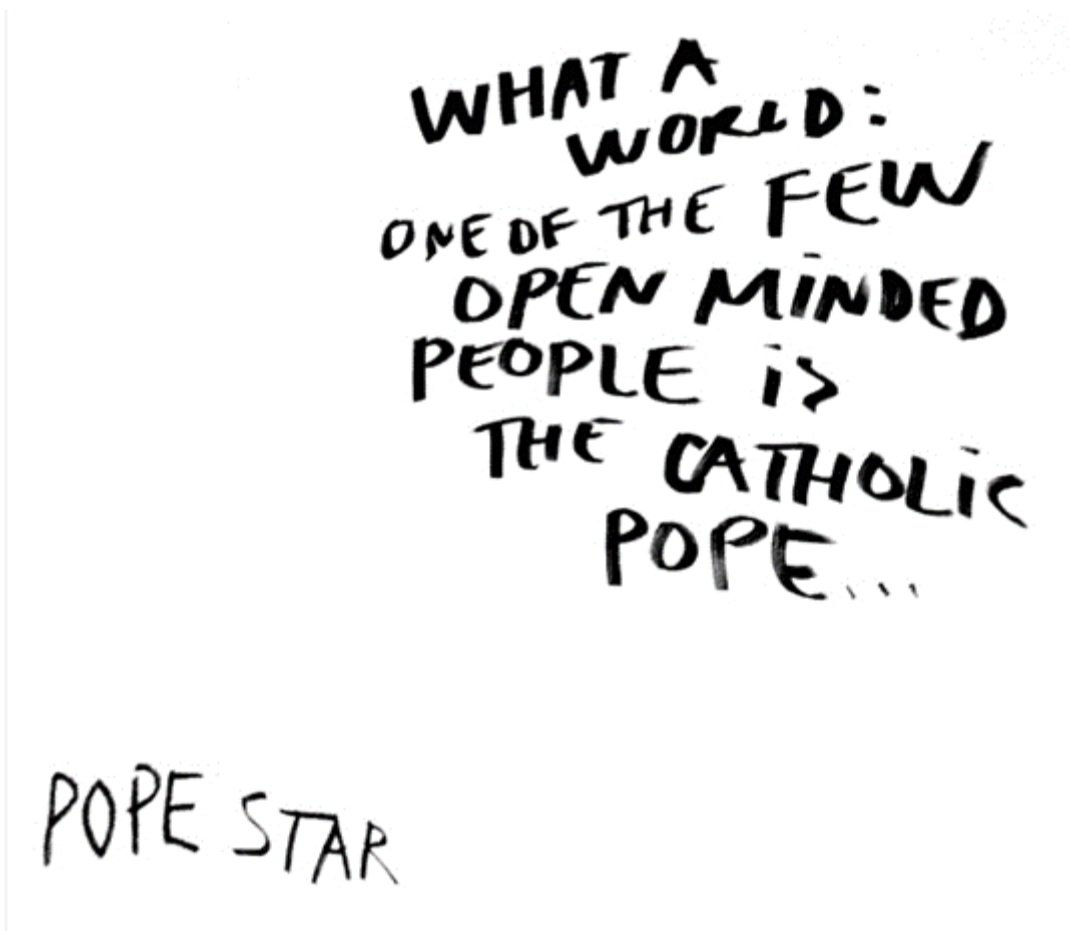 WHAT A
WORLD:
ONE OF THE FEW
OPEN MINDED
PEOPLE iS
THE CATHOLiC
POPE...
POPE STAR